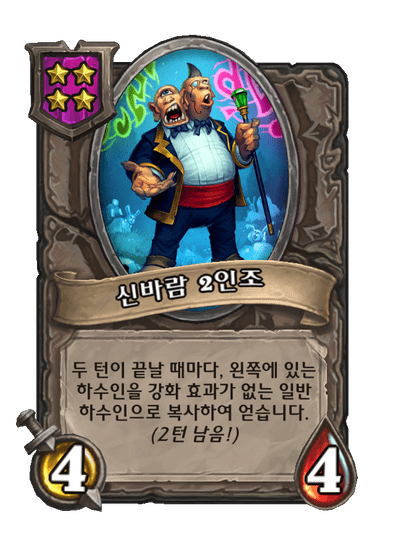 신바람 2인조
두 턴이 끝날 때마다, 왼쪽에 있는
하수인을 강화 효과가 없는 일반
하수인으로 복사하여 얻습니다.
(2턴 남음!)
4
4